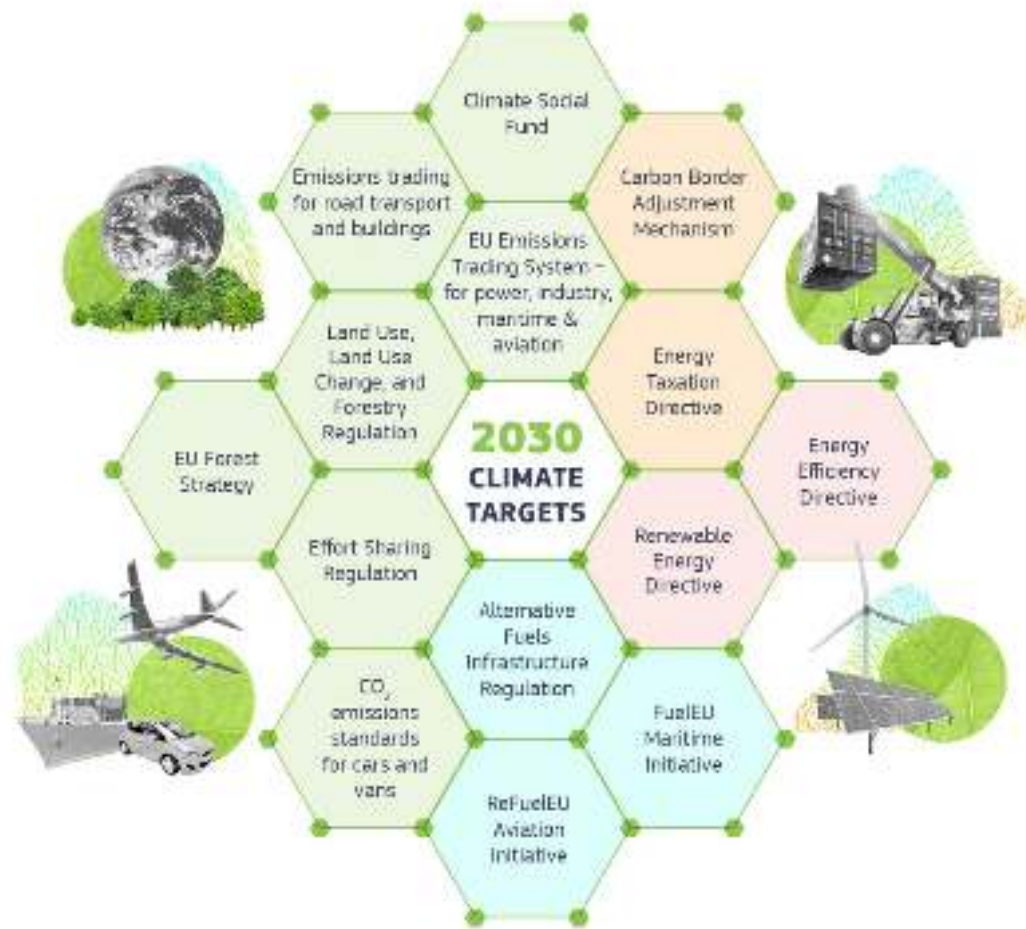 Climate Social
Fund
Emissions trading
for road transport
and buildings
Carbon Border
Adjustment
Mechanism
EU Emissions
Trading System –
for power, industry,
maritime &
aviation
Land Use,
Land Use
Change, and
Forestry
Regulation
Energy
Taxation
Directive
EU Forest
Strategy
2030
CLIMATE
TARGETS
Energy
Efficiency
Directive
Effort Sharing
Regulation
Renewable
Energy
Directive
Alternative
Fuels
Infrastructure
Regulation
CO₂
emissions
standards
for cars and
vans
FuelEU
Maritime
Initiative
ReFuelEU
Aviation
Initiative